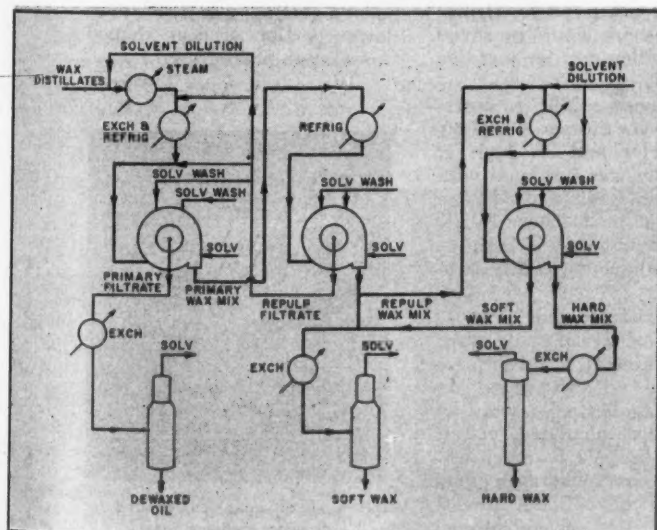 SOLVENT DILUTION
WAX
DISTILLATES
STEAM
EXCH &
REFRIG
SOLV WASH
SOLV WASH
SOLV
PRIMARY
FILTRATE
PRIMARY
WAX MIX
EXCH
SOLV
DEWAXED
OIL
REFRIG
SOLV WASH
SOLV
REPULP
FILTRATE
REPULP
WAX MIX
EXCH
SOLV
SOFT WAX
SOLVENT
DILUTION
EXCH &
REFRIG
SOLV WASH
SOLV
SOFT
WAX MIX
HARD
WAX MIX
SOLV
EXCH
HARD WAX